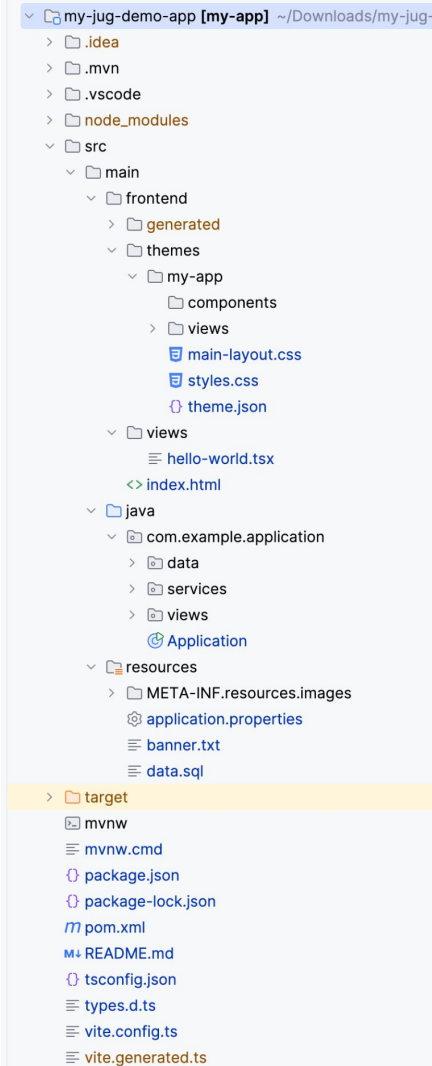 my-jug-demo-app [my-app] ~/Downloads/my-jug-
.idea
.mvn
.vscode
node_modules
src
main
frontend
generated
themes
my-app
components
views
main-layout.css
styles.css
{} theme.json
views
hello-world.tsx
<> index.html
java
com.example.application
data
services
views
Application
resources
META-INF.resources.images
application.properties
banner.txt
data.sql
target
mvnw
mvnw.cmd
{} package.json
{} package-lock.json
m pom.xml
M↓ README.md
{} tsconfig.json
types.d.ts
vite.config.ts
vite.generated.ts